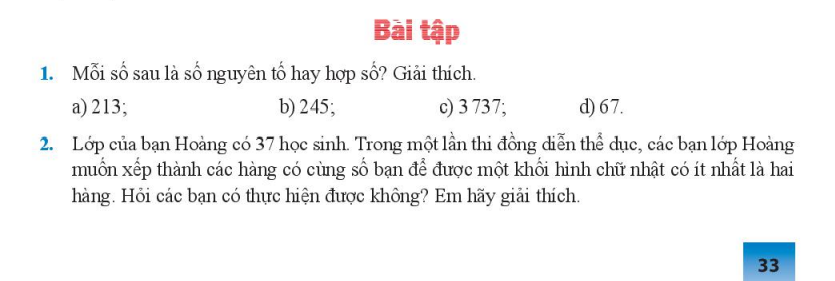 Bài tập
1. Mỗi số sau là số nguyên tố hay hợp số? Giải thích.
a) 213; b) 245; c) 3 737; d) 67.
2. Lớp của bạn Hoàng có 37 học sinh. Trong một lần thi đồng diễn thể dục, các bạn lớp Hoàng
muốn xếp thành các hàng có cùng số bạn để được một khối hình chữ nhật có ít nhất là hai
hàng. Hỏi các bạn có thực hiện được không? Em hãy giải thích.
33